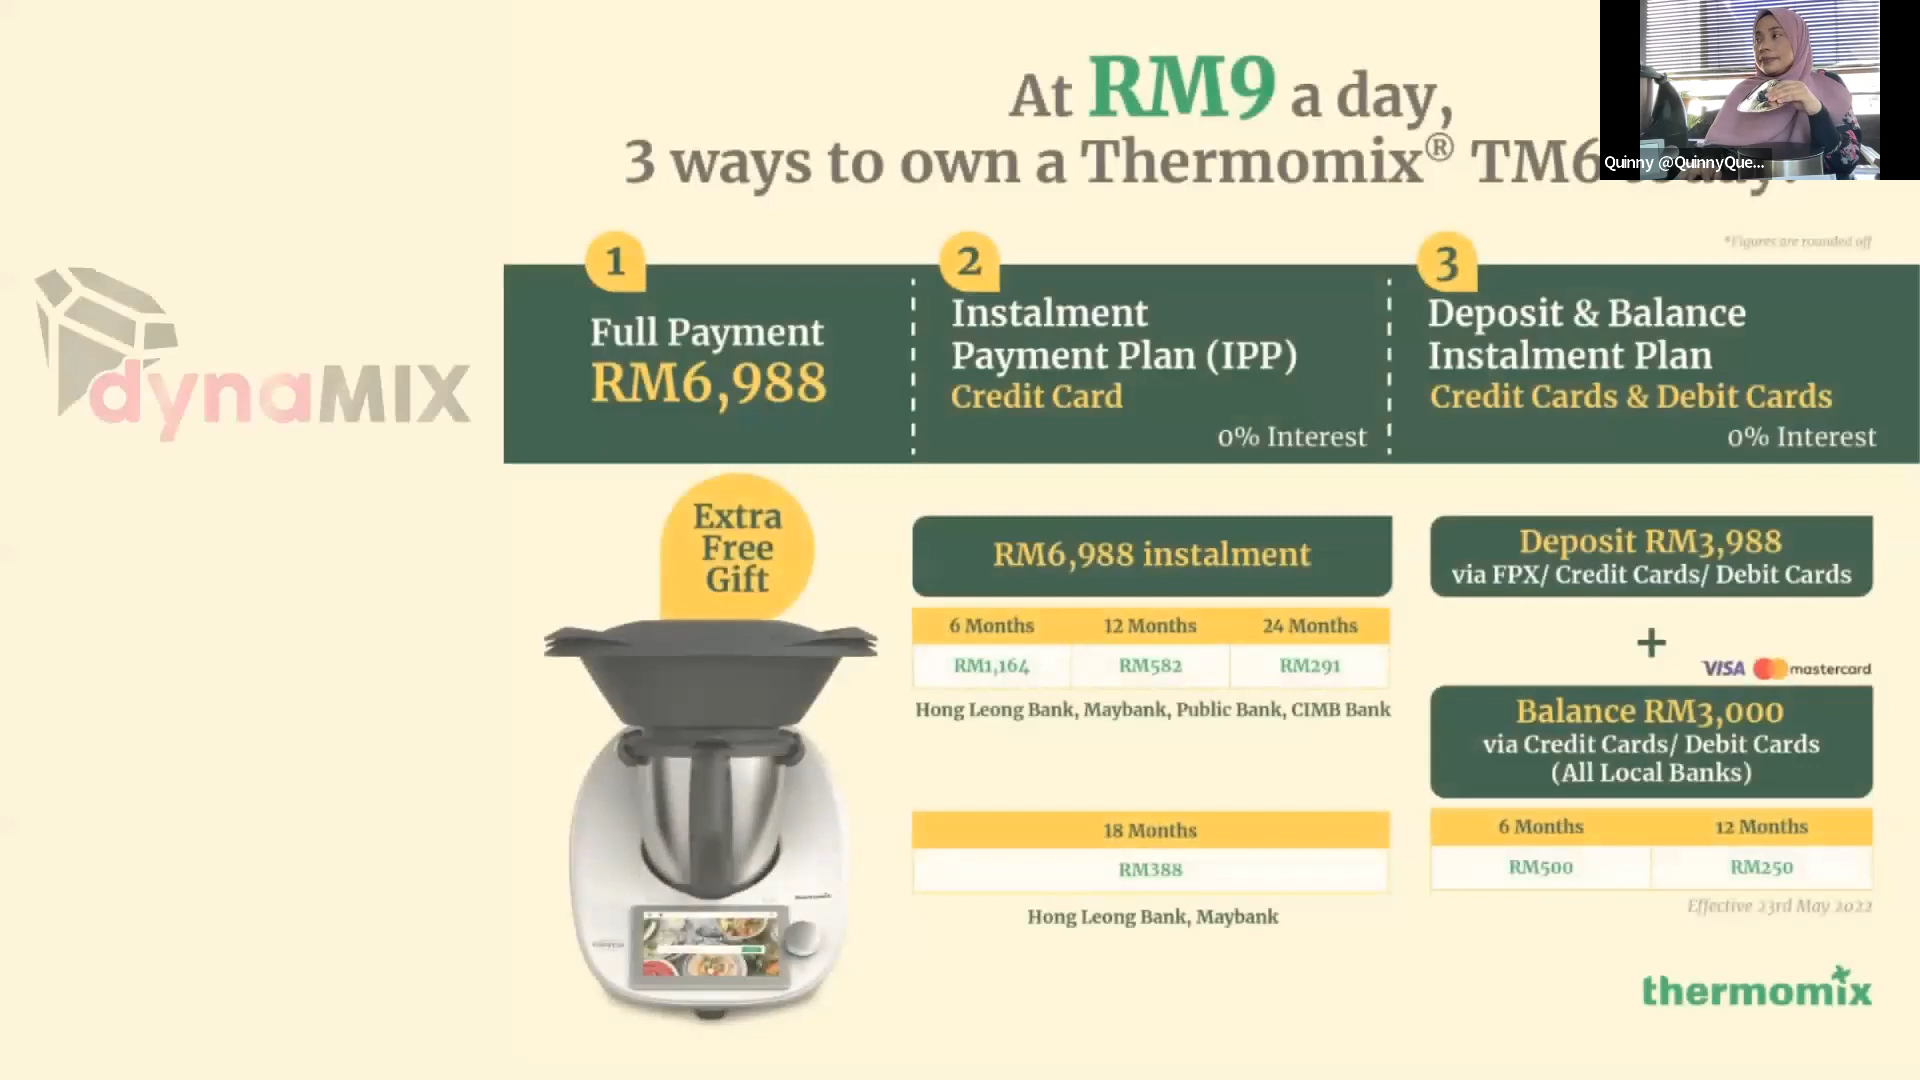 At RM9 a day,
3 ways to own a Thermomix® TM6
Quinny @QuinnyQue...
*Figures are rounded off
dynaMIX
1
Full Payment
RM6,988
2
Instalment
Payment Plan (IPP)
Credit Card
0% Interest
3
Deposit & Balance
Instalment Plan
Credit Cards & Debit Cards
0% Interest
Extra
Free
Gift
RM6,988 instalment
6 Months 12 Months 24 Months
RM1,164 RM582 RM291
Hong Leong Bank, Maybank, Public Bank, CIMB Bank
18 Months
RM388
Hong Leong Bank, Maybank
Deposit RM3,988
via FPX/ Credit Cards/ Debit Cards
+
VISA mastercard
Balance RM3,000
via Credit Cards/ Debit Cards
(All Local Banks)
6 Months 12 Months
RM500 RM250
Effective 23rd May 2022
thermomix